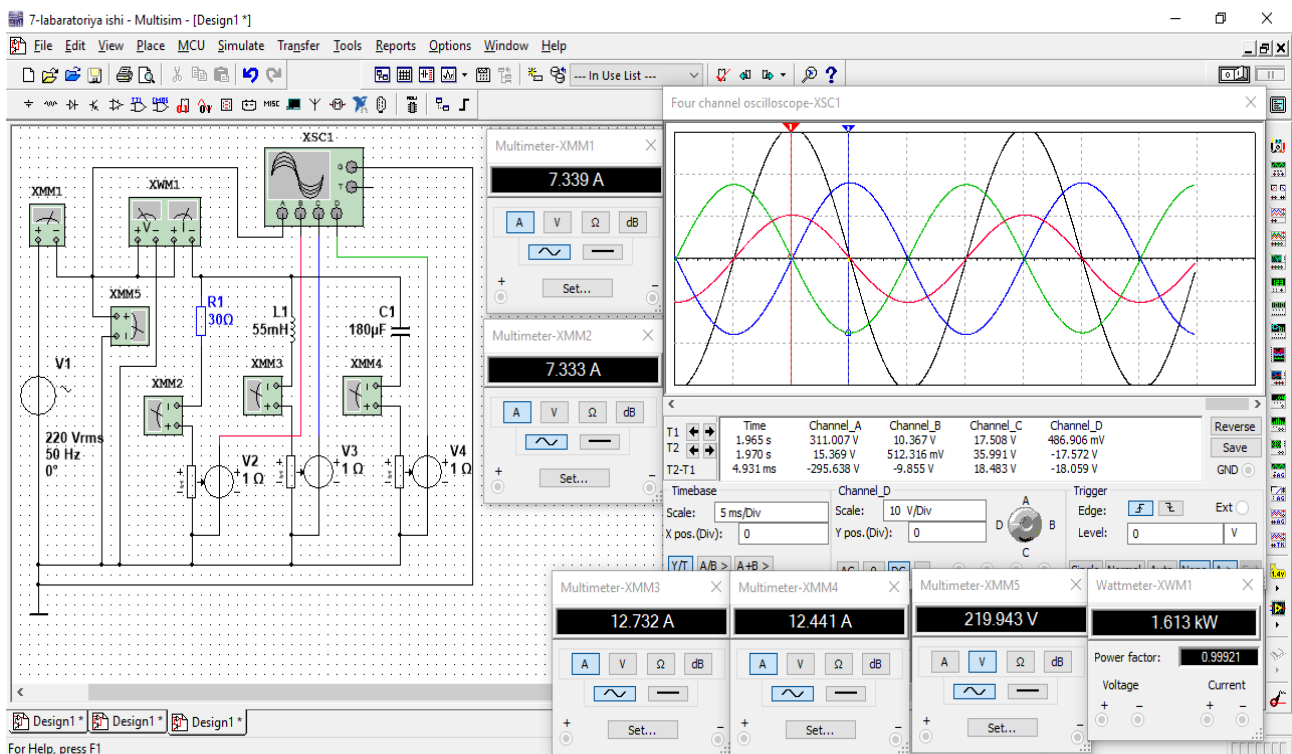 7-labaratoriya ishi - Multisim - [Design1 *]
File Edit View Place MCU Simulate Transfer Tools Reports Options Window Help
--- In Use List ---
MISC
Four channel oscilloscope-XSC1
XSC1
G
T
A B C D
XMM1
XWM1
+ -
+V- +I-
XMM5
R1
30Ω
L1
55mH
C1
180µF
XMM2
XMM3
XMM4
V1
220 Vrms
50 Hz
0°
V2
1 Ω
V3
1 Ω
V4
1 Ω
Multimeter-XMM1
7.339 A
A V Ω dB
+ Set... -
Multimeter-XMM2
7.333 A
A V Ω dB
+ Set... -
1 2
Time Channel_A Channel_B Channel_C Channel_D
T1 1.965 s 311.007 V 10.367 V 17.508 V 486.906 mV
T2 1.970 s 15.369 V 512.316 mV 35.991 V -17.572 V
T2-T1 4.931 ms -295.638 V -9.855 V 18.483 V -18.059 V
Reverse
Save
GND
Timebase
Scale: 5 ms/Div
X pos.(Div): 0
Y/T A/B > A+B >
Channel_D
Scale: 10 V/Div
Y pos.(Div): 0
AC 0 DC
A
D B
C
Trigger
Edge: Ext
Level: 0 V
Multimeter-XMM3
12.732 A
A V Ω dB
+ Set... -
Multimeter-XMM4
12.441 A
A V Ω dB
+ Set... -
Multimeter-XMM5
219.943 V
A V Ω dB
+ Set... -
Wattmeter-XWM1
1.613 kW
Power factor: 0.99921
Voltage Current
+ - + -
1.4v
Design1 * Design1 * Design1 *
For Help, press F1